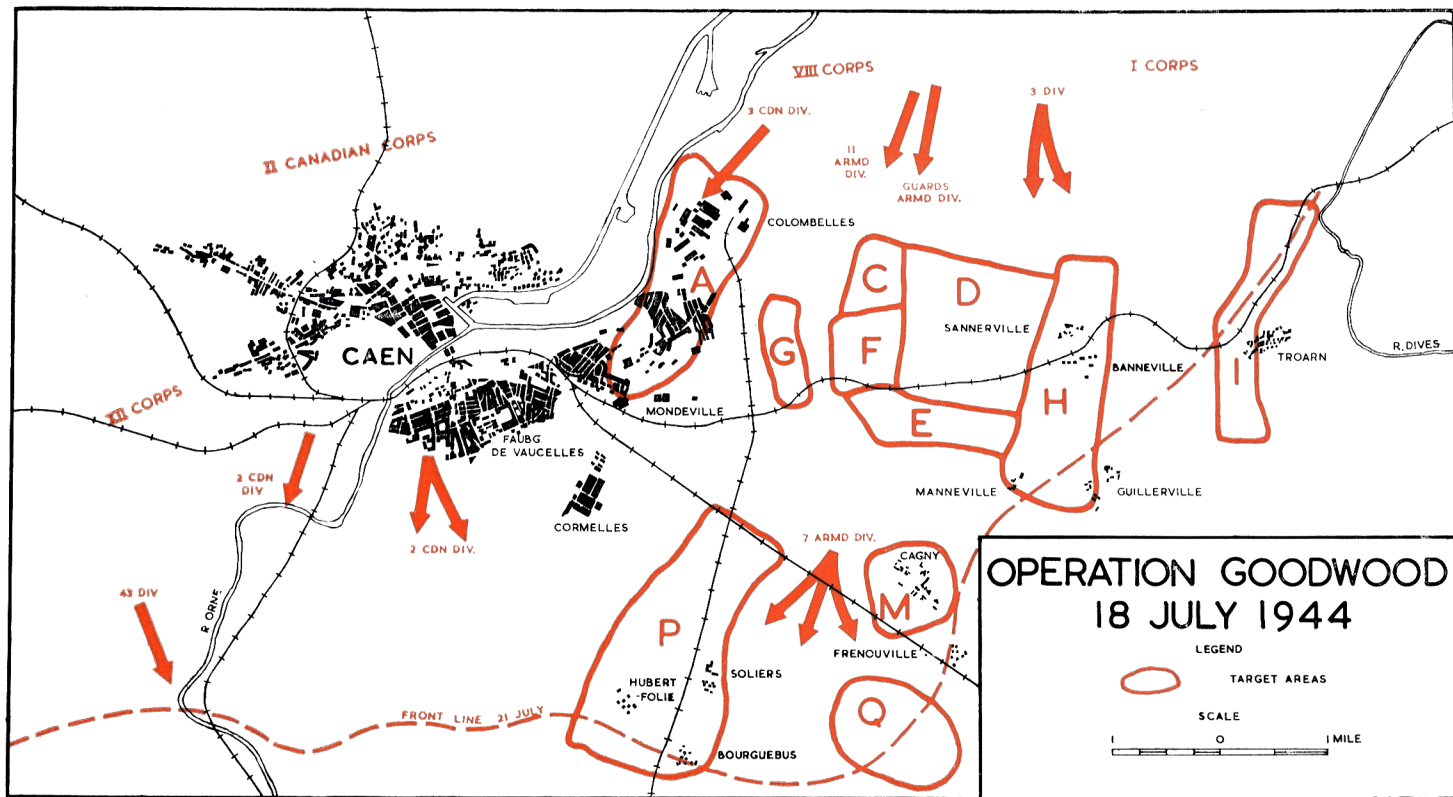 VIII CORPS
I CORPS
3 CDN DIV.
3 DIV
II CANADIAN CORPS
11
ARMD
DIV.
GUARDS
ARMD DIV.
COLOMBELLES
A
C
D
SANNERVILLE
CAEN
G
F
R. DIVES
TROARN
BANNEVILLE
I
H
XII CORPS
MONDEVILLE
E
FAUBG.
DE VAUCELLES
2 CDN
DIV
MANNEVILLE
GUILLERVILLE
CORMELLES
2 CDN DIV.
7 ARMD DIV.
CAGNY
M
43 DIV
R ORNE
P
FRENOUVILLE
SOLIERS
HUBERT
-FOLIE
Q
FRONT LINE 21 JULY
BOURGUEBUS
OPERATION GOODWOOD
18 JULY 1944
LEGEND
TARGET AREAS
SCALE
1 0 1 MILE